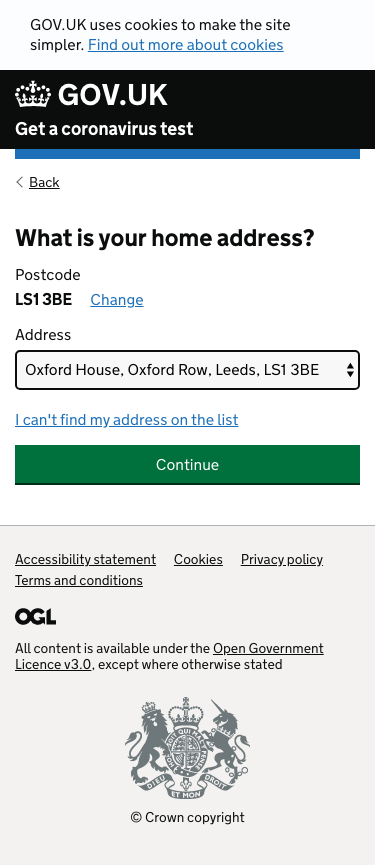 GOV.UK uses cookies to make the site
simpler. Find out more about cookies
GOV.UK
Get a coronavirus test
Back
What is your home address?
Postcode
LS1 3BE Change
Address
Oxford House, Oxford Row, Leeds, LS1 3BE
I can't find my address on the list
Continue
Accessibility statement Cookies Privacy policy
Terms and conditions
OGL
All content is available under the Open Government
Licence v3.0, except where otherwise stated
DIEU ET MON DROIT
© Crown copyright